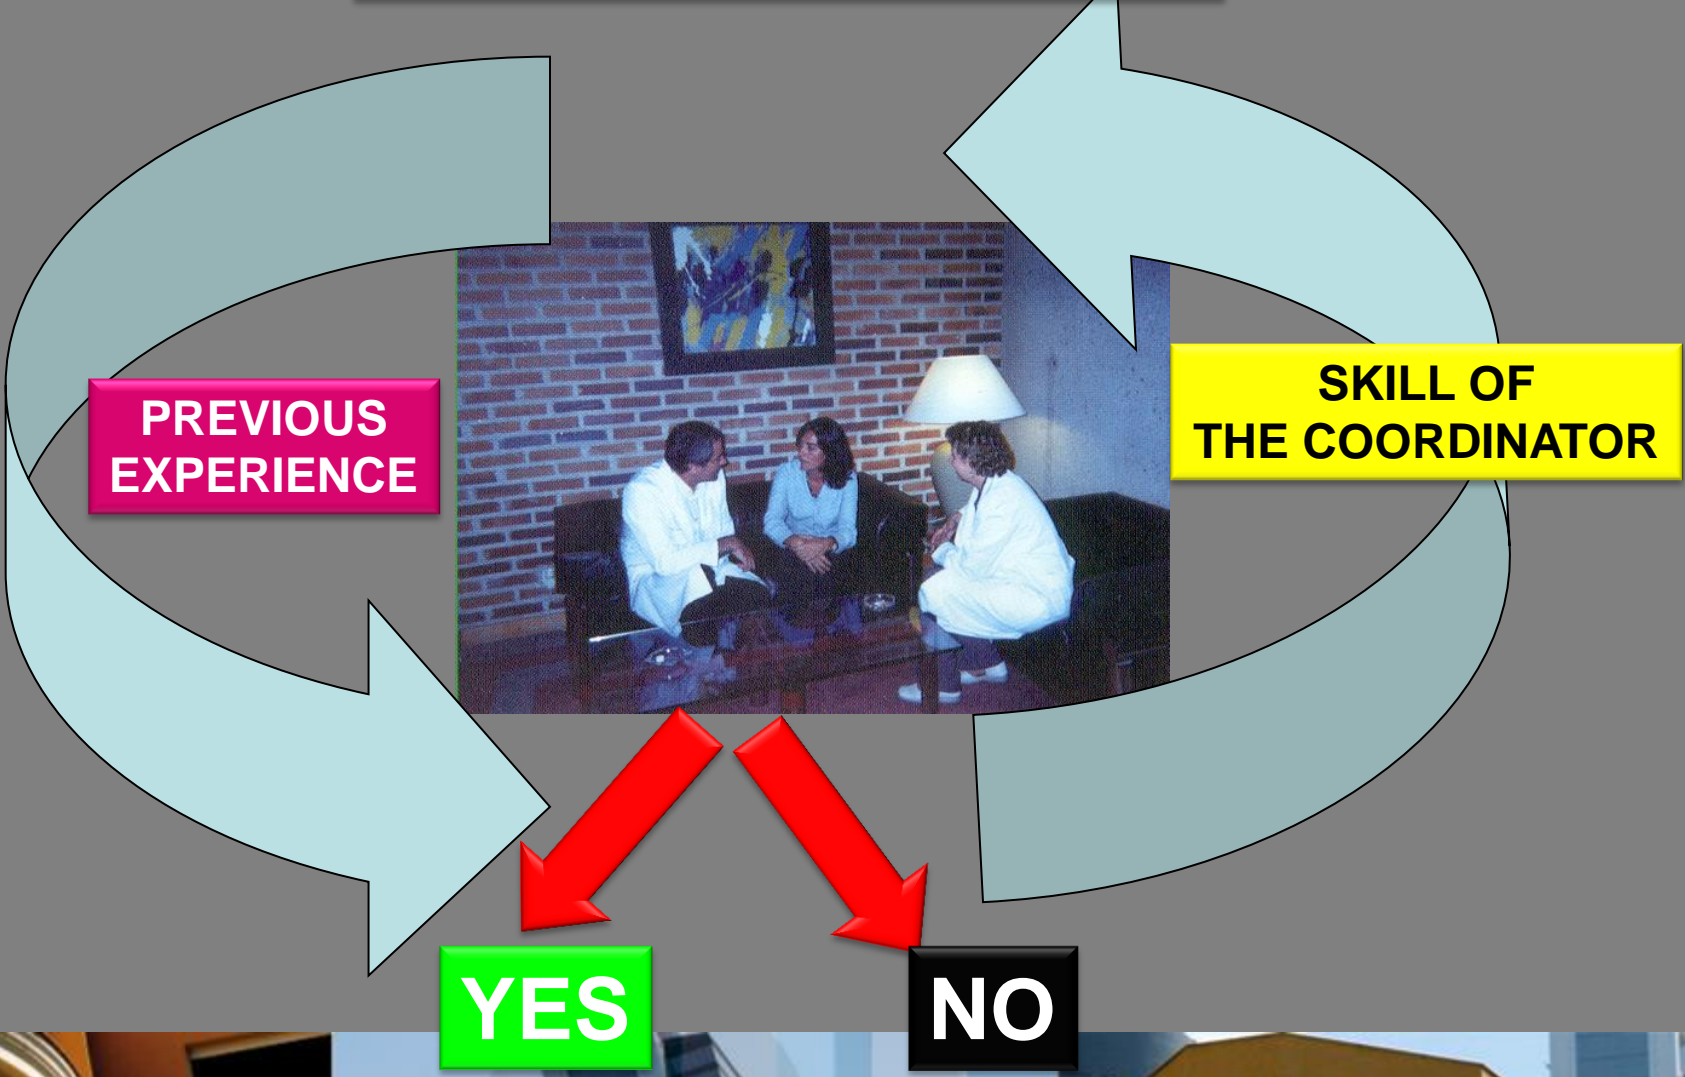 PREVIOUS
EXPERIENCE
SKILL OF
THE COORDINATOR
YES
NO